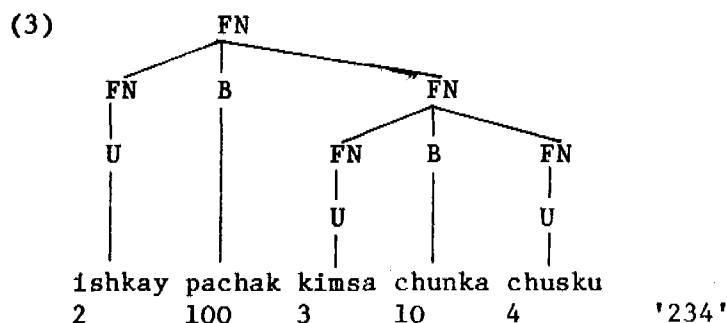 (3) FN
FN B FN
U FN B FN
U U
ishkay pachak kimsa chunka chusku
2 100 3 10 4 '234'